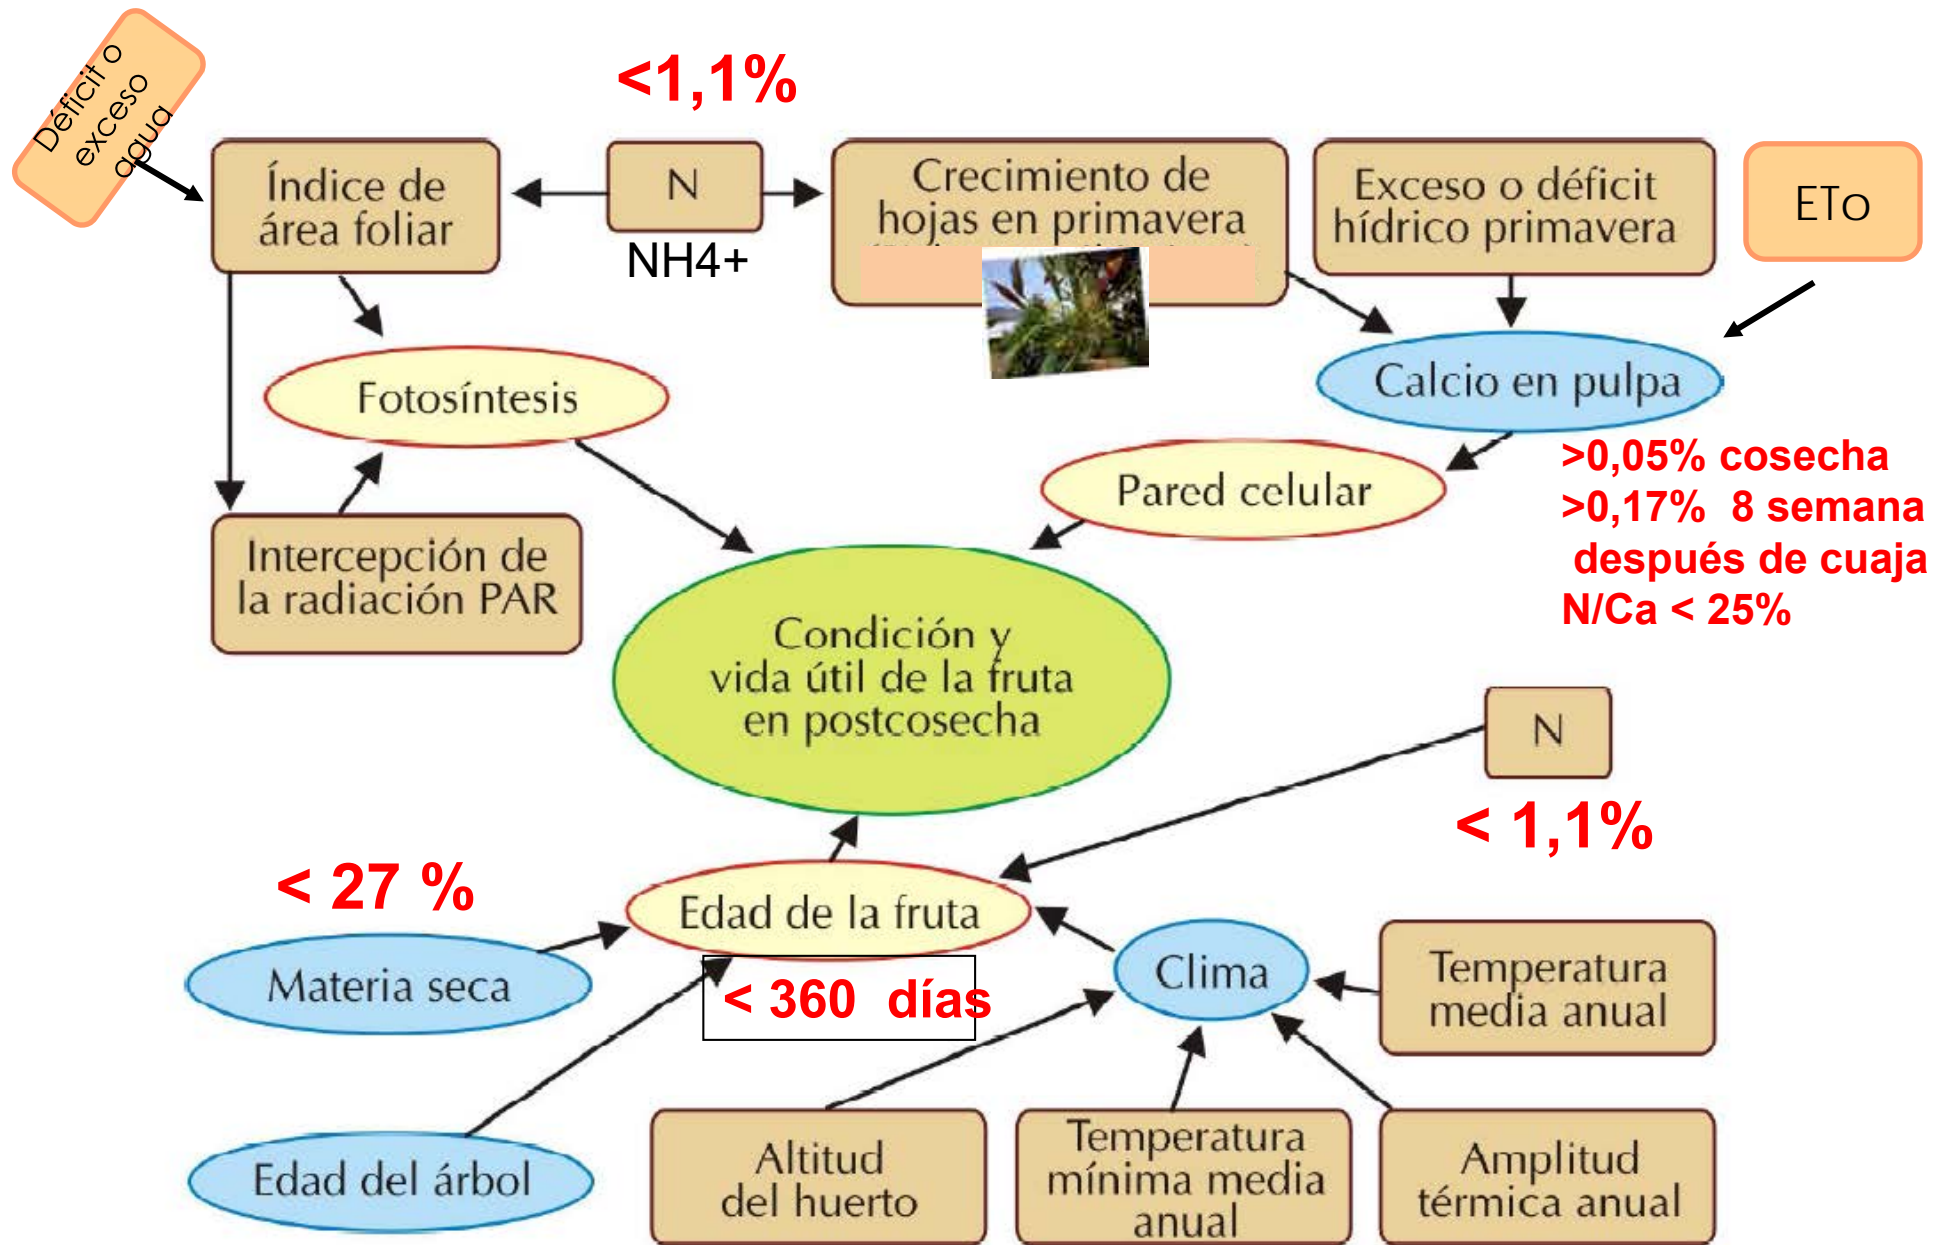 Déficit o
exceso
agua
<1,1%
Índice de
área foliar
N
NH4+
Crecimiento de
hojas en primavera
Exceso o déficit
hídrico primavera
ETo
Fotosíntesis
Calcio en pulpa
>0,05% cosecha
>0,17% 8 semana
después de cuaja
N/Ca < 25%
Pared celular
Intercepción de
la radiación PAR
Condición y
vida útil de la fruta
en postcosecha
N
< 1,1%
< 27 %
Edad de la fruta
< 360 días
Materia seca
Clima
Temperatura
media anual
Edad del árbol
Altitud
del huerto
Temperatura
mínima media
anual
Amplitud
térmica anual